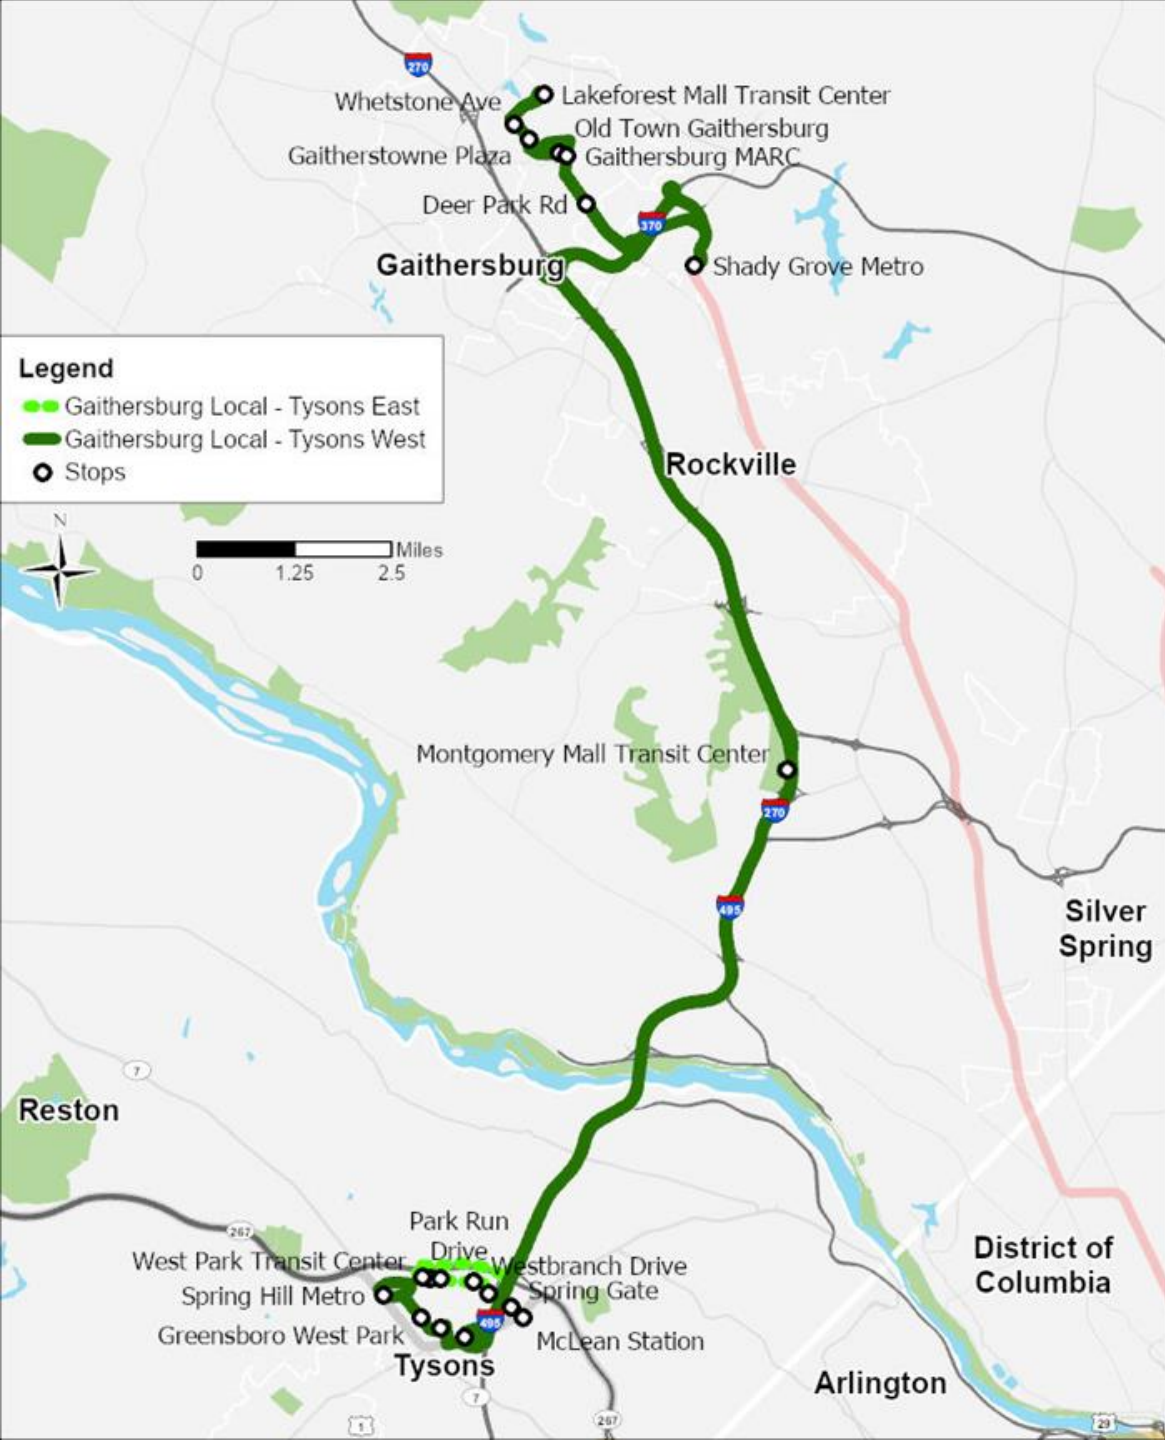 270
Whetstone Ave
Lakeforest Mall Transit Center
Old Town Gaithersburg
Gaitherstowne Plaza
Gaithersburg MARC
Deer Park Rd
370
Gaithersburg
Shady Grove Metro
Legend
Gaithersburg Local - Tysons East
Gaithersburg Local - Tysons West
Stops
Rockville
N
Miles
0 1.25 2.5
Montgomery Mall Transit Center
270
495
Silver
Spring
7
Reston
Park Run
Drive
267
West Park Transit Center
Westbranch Drive
Spring Hill Metro
Spring Gate
District of
Columbia
495
Greensboro West Park
McLean Station
Tysons
Arlington
7
1
267
29